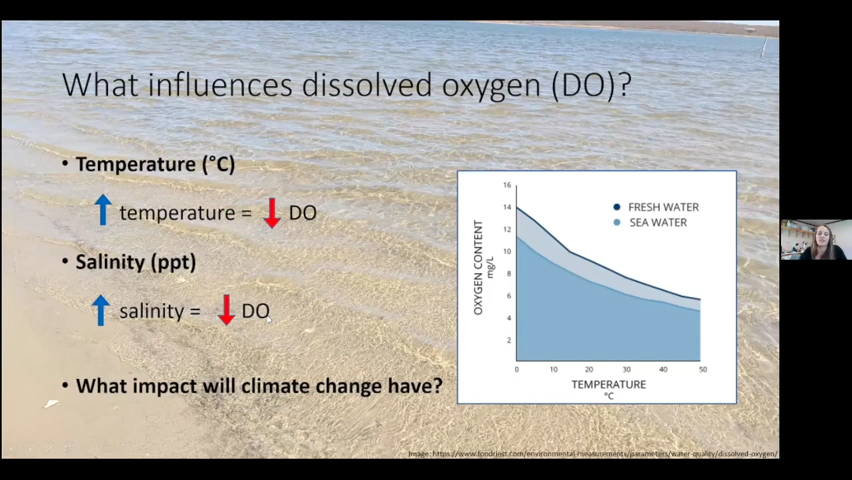 What influences dissolved oxygen (DO)?
• Temperature (°C)
temperature = DO
• Salinity (ppt)
salinity = DO
• What impact will climate change have?
16
14
12
10
8
6
4
2
OXYGEN CONTENT
mg/L
FRESH WATER
SEA WATER
0 10 20 30 40 50
TEMPERATURE
°C
Image: https://www.fondriest.com/environmental-measurements/parameters/water-quality/dissolved-oxygen/